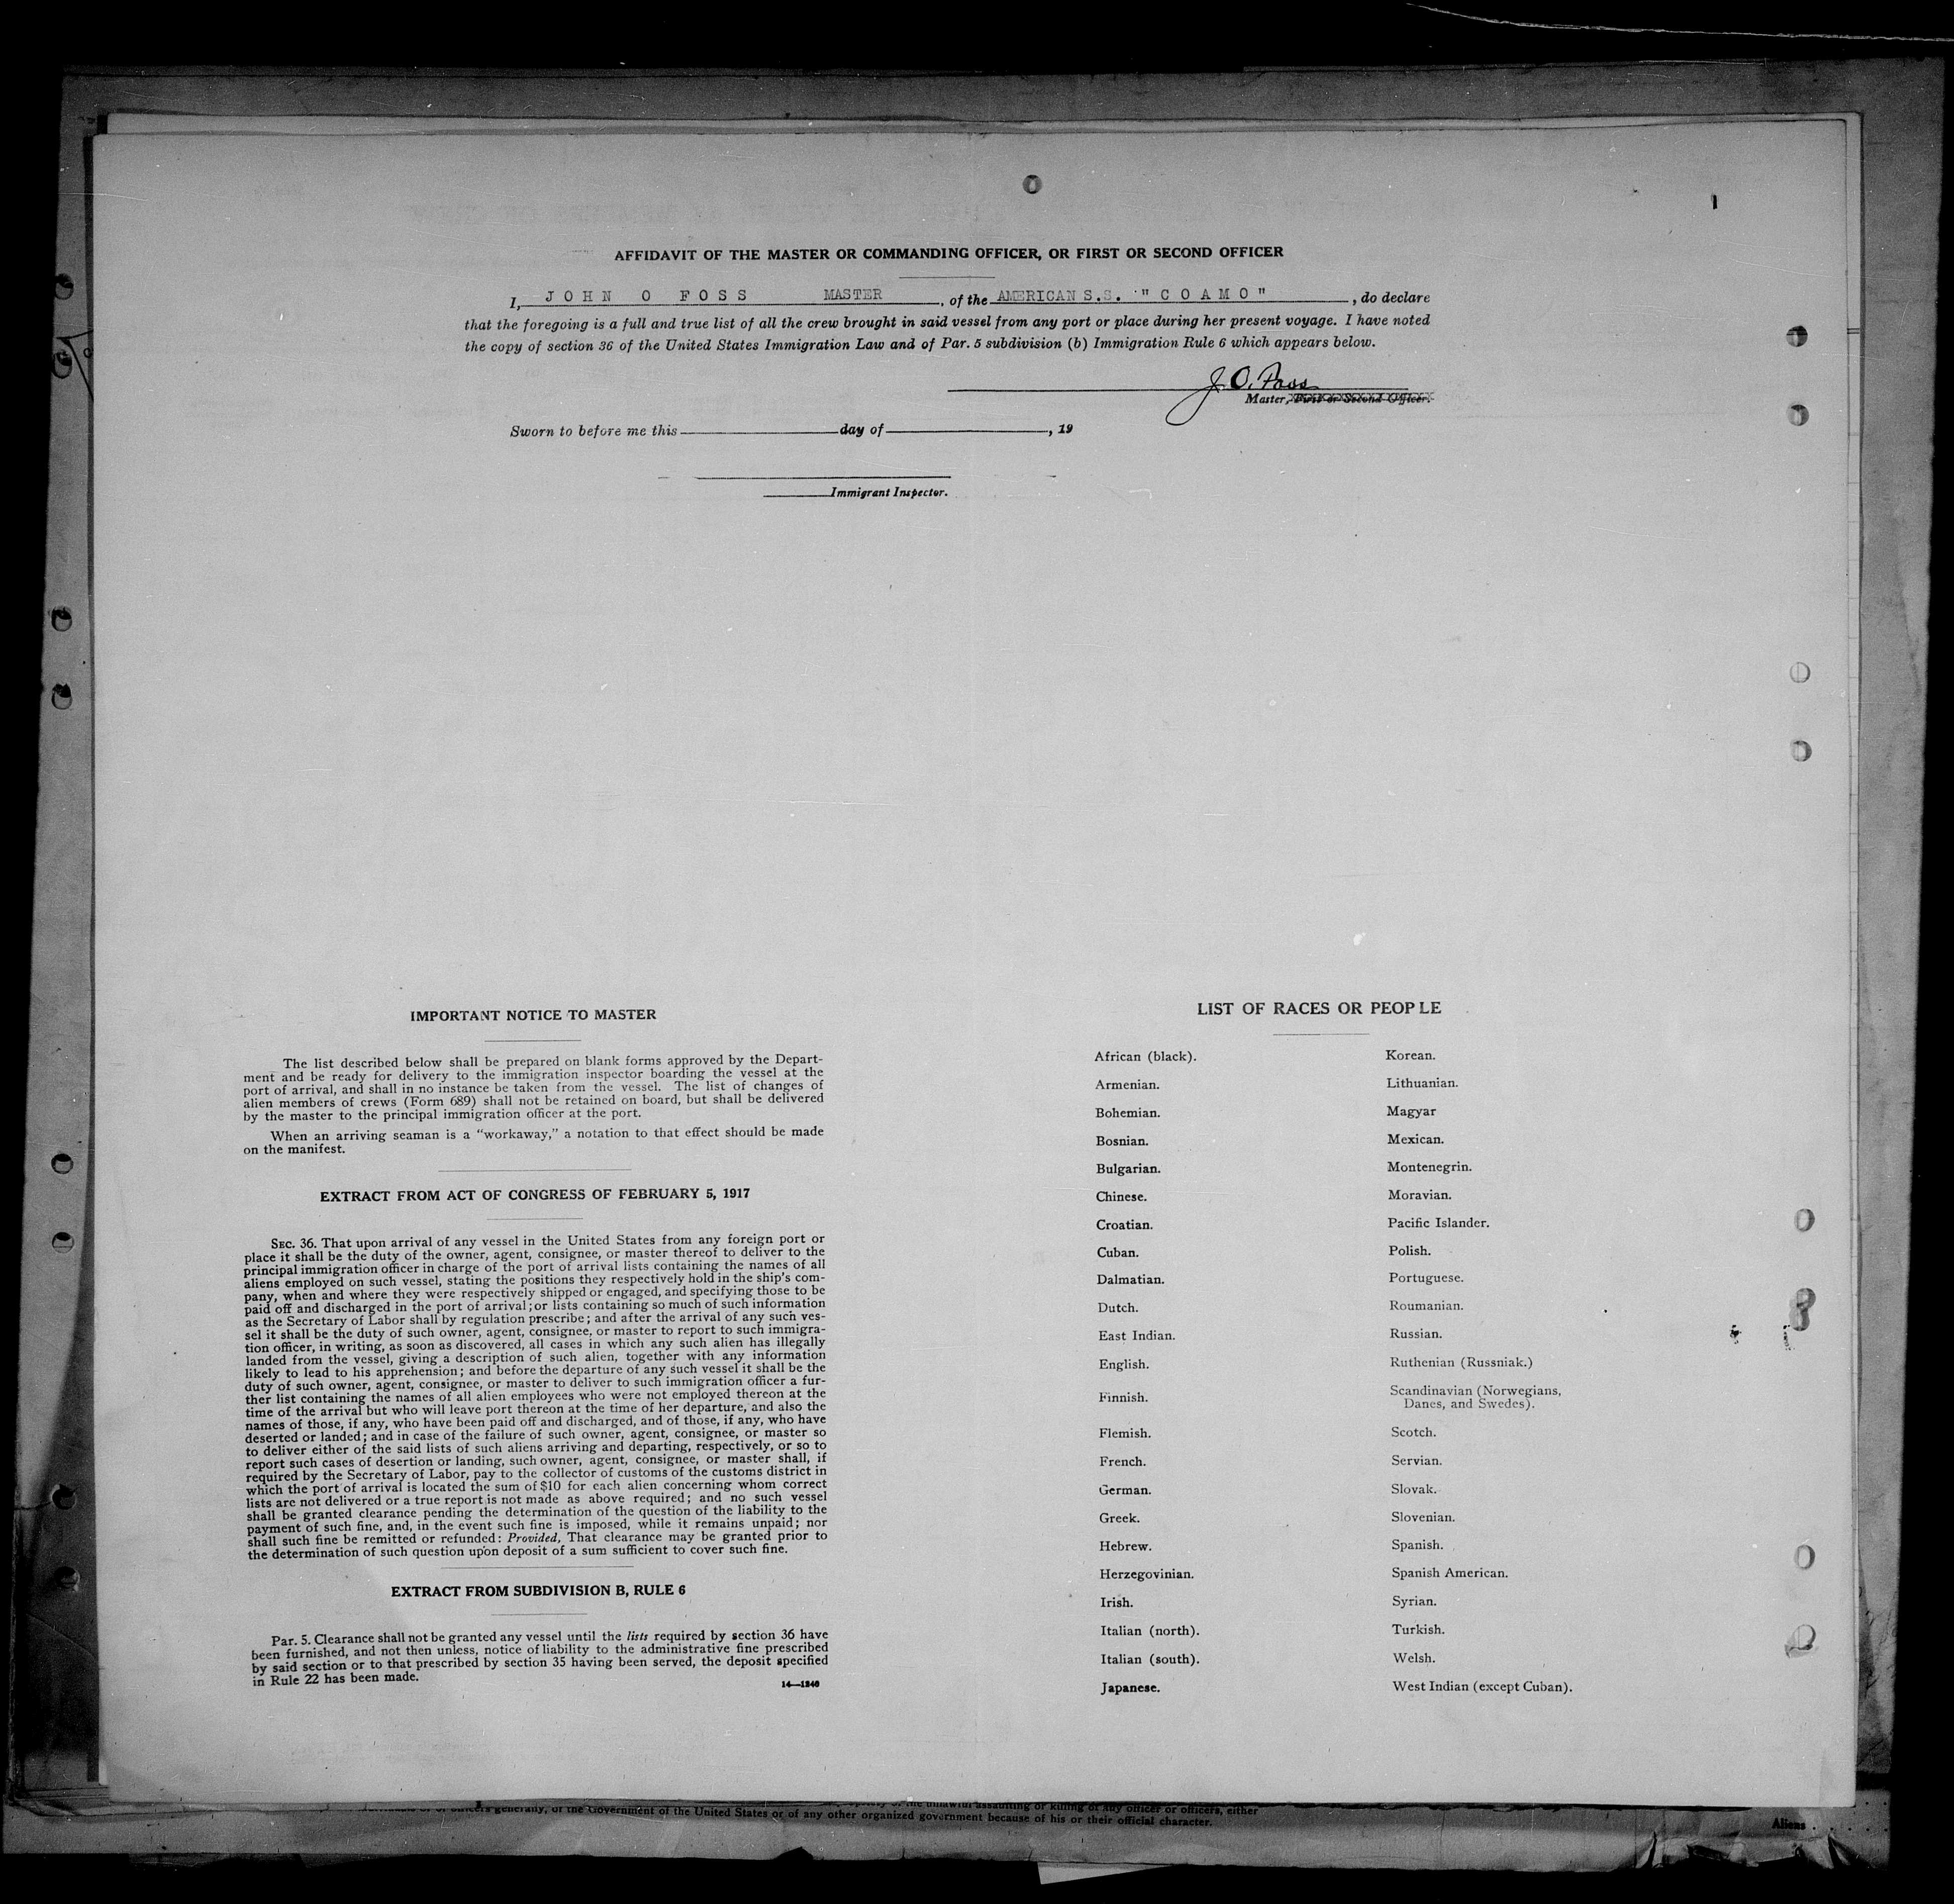 1
AFFIDAVIT OF THE MASTER OR COMMANDING OFFICER, OR FIRST OR SECOND OFFICER
I, JOHN O FOSS MASTER, of the AMERICAN S.S. "COAMO", do declare
that the foregoing is a full and true list of all the crew brought in said vessel from any port or place during her present voyage. I have noted
the copy of section 36 of the United States Immigration Law and of Par. 5 subdivision (b) Immigration Rule 6 which appears below.
J. O. Foss
Master, First or Second Officer.
Sworn to before me this day of , 19
Immigrant Inspector.
IMPORTANT NOTICE TO MASTER
The list described below shall be prepared on blank forms approved by the Depart-
ment and be ready for delivery to the immigration inspector boarding the vessel at the
port of arrival, and shall in no instance be taken from the vessel. The list of changes of
alien members of crews (Form 689) shall not be retained on board, but shall be delivered
by the master to the principal immigration officer at the port.
When an arriving seaman is a "workaway," a notation to that effect should be made
on the manifest.
EXTRACT FROM ACT OF CONGRESS OF FEBRUARY 5, 1917
SEC. 36. That upon arrival of any vessel in the United States from any foreign port or
place it shall be the duty of the owner, agent, consignee, or master thereof to deliver to the
principal immigration officer in charge of the port of arrival lists containing the names of all
aliens employed on such vessel, stating the positions they respectively hold in the ship's com-
pany, when and where they were respectively shipped or engaged, and specifying those to be
paid off and discharged in the port of arrival; or lists containing so much of such information
as the Secretary of Labor shall by regulation prescribe; and after the arrival of any such ves-
sel it shall be the duty of such owner, agent, consignee, or master to report to such immigra-
tion officer, in writing, as soon as discovered, all cases in which any such alien has illegally
landed from the vessel, giving a description of such alien, together with any information
likely to lead to his apprehension; and before the departure of any such vessel it shall be the
duty of such owner, agent, consignee, or master to deliver to such immigration officer a fur-
ther list containing the names of all alien employees who were not employed thereon at the
time of the arrival but who will leave port thereon at the time of her departure, and also the
names of those, if any, who have been paid off and discharged, and of those, if any, who have
deserted or landed; and in case of the failure of such owner, agent, consignee, or master so
to deliver either of the said lists of such aliens arriving and departing, respectively, or so to
report such cases of desertion or landing, such owner, agent, consignee, or master shall, if
required by the Secretary of Labor, pay to the collector of customs of the customs district in
which the port of arrival is located the sum of $10 for each alien concerning whom correct
lists are not delivered or a true report is not made as above required; and no such vessel
shall be granted clearance pending the determination of the question of the liability to the
payment of such fine, and, in the event such fine is imposed, while it remains unpaid; nor
shall such fine be remitted or refunded: Provided, That clearance may be granted prior to
the determination of such question upon deposit of a sum sufficient to cover such fine.
EXTRACT FROM SUBDIVISION B, RULE 6
Par. 5. Clearance shall not be granted any vessel until the lists required by section 36 have
been furnished, and not then unless, notice of liability to the administrative fine prescribed
by said section or to that prescribed by section 35 having been served, the deposit specified
in Rule 22 has been made.
14—1240
LIST OF RACES OR PEOPLE
African (black).
Armenian.
Bohemian.
Bosnian.
Bulgarian.
Chinese.
Croatian.
Cuban.
Dalmatian.
Dutch.
East Indian.
English.
Finnish.
Flemish.
French.
German.
Greek.
Hebrew.
Herzegovinian.
Irish.
Italian (north).
Italian (south).
Japanese.
Korean.
Lithuanian.
Magyar
Mexican.
Montenegrin.
Moravian.
Pacific Islander.
Polish.
Portuguese.
Roumanian.
Russian.
Ruthenian (Russniak.)
Scandinavian (Norwegians,
Danes, and Swedes).
Scotch.
Servian.
Slovak.
Slovenian.
Spanish.
Spanish American.
Syrian.
Turkish.
Welsh.
West Indian (except Cuban).
officers generally, or the Government of the United States or of any other organized government because of his or their official character.
unlawful assaulting or killing of any officer or officers, either
Aliens